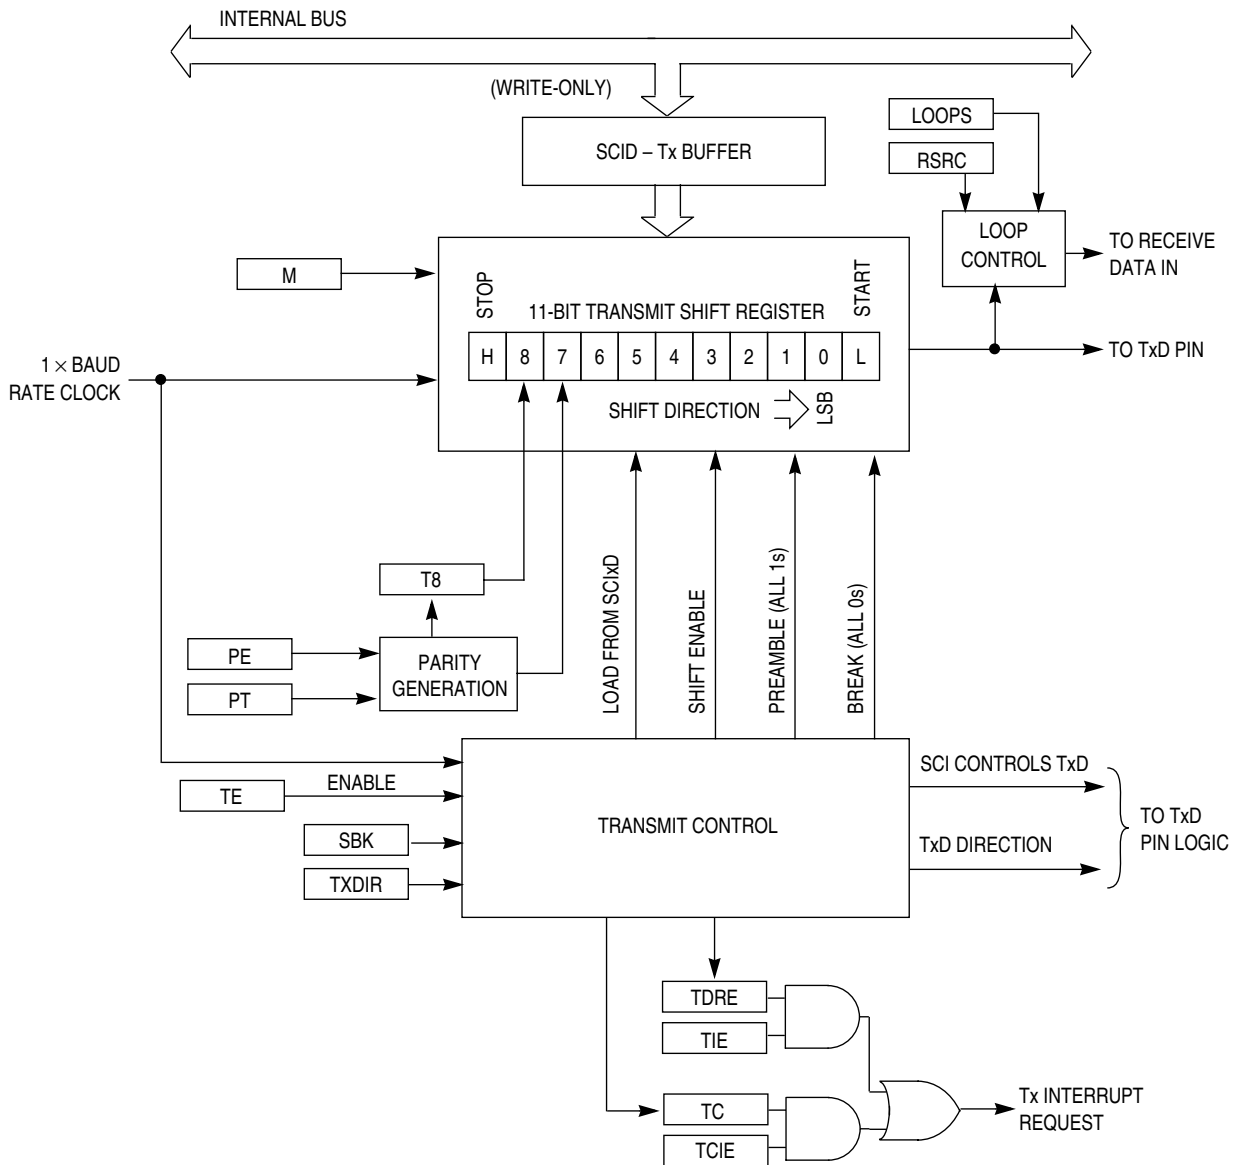 INTERNAL BUS
(WRITE-ONLY)
SCID – Tx BUFFER
LOOPS
RSRC
LOOP
CONTROL
TO RECEIVE
DATA IN
M
STOP
11-BIT TRANSMIT SHIFT REGISTER
START
H 8 7 6 5 4 3 2 1 0 L
TO TxD PIN
1 × BAUD
RATE CLOCK
SHIFT DIRECTION
LSB
T8
PE
PT
PARITY
GENERATION
LOAD FROM SCIxD
SHIFT ENABLE
PREAMBLE (ALL 1s)
BREAK (ALL 0s)
TE
ENABLE
SBK
TXDIR
TRANSMIT CONTROL
SCI CONTROLS TxD
TxD DIRECTION
TO TxD
PIN LOGIC
TDRE
TIE
TC
TCIE
Tx INTERRUPT
REQUEST